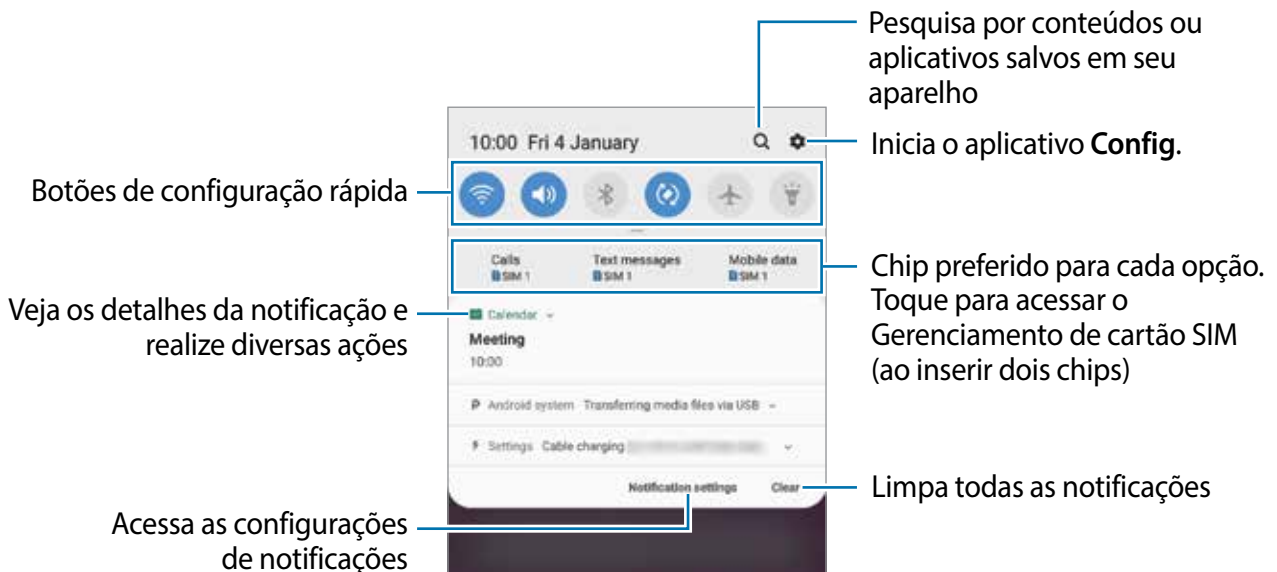 Pesquisa por conteúdos ou
aplicativos salvos em seu
aparelho
10:00 Fri 4 January
Inicia o aplicativo Config.
Botões de configuração rápida
Calls
SIM 1
Text messages
SIM 1
Mobile data
SIM 1
Chip preferido para cada opção.
Toque para acessar o
Gerenciamento de cartão SIM
(ao inserir dois chips)
Veja os detalhes da notificação e
realize diversas ações
Calendar
Meeting
10:00
Android system Transferring media files via USB
Settings Cable charging
Notification settings
Clear
Limpa todas as notificações
Acessa as configurações
de notificações